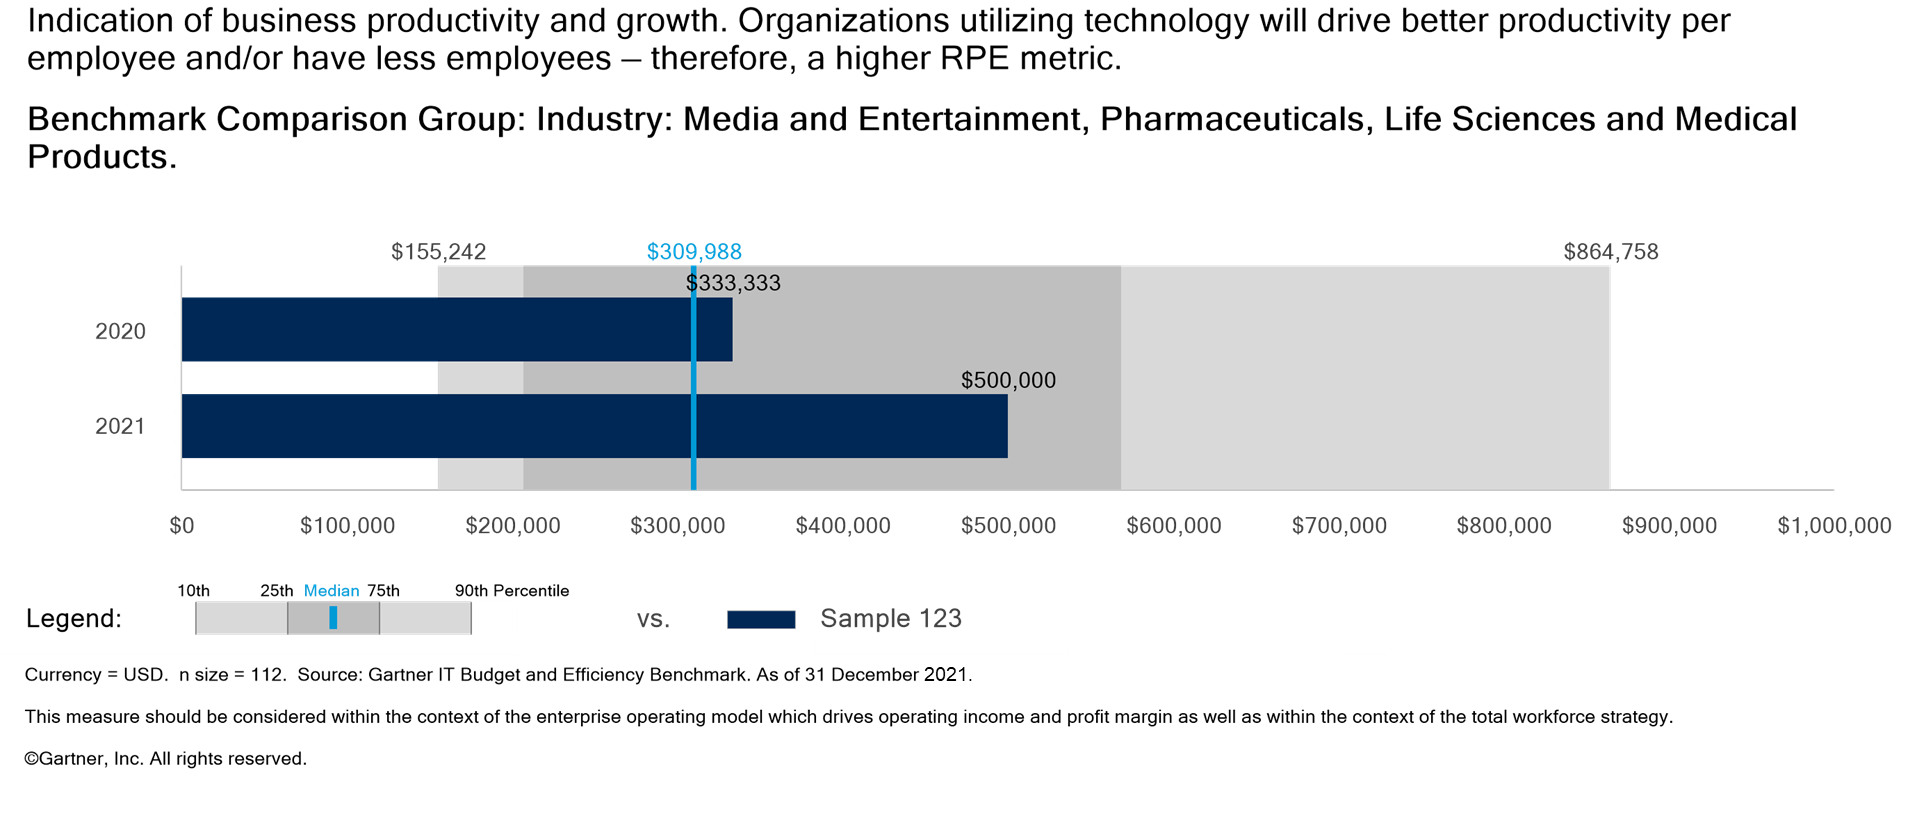 Indication of business productivity and growth. Organizations utilizing technology will drive better productivity per
employee and/or have less employees – therefore, a higher RPE metric.
Benchmark Comparison Group: Industry: Media and Entertainment, Pharmaceuticals, Life Sciences and Medical
Products.
$155,242 $309,988 $864,758
$333,333
2020
$500,000
2021
$0 $100,000 $200,000 $300,000 $400,000 $500,000 $600,000 $700,000 $800,000 $900,000 $1,000,000
10th 25th Median 75th 90th Percentile
Legend: vs. Sample 123
Currency = USD. n size = 112. Source: Gartner IT Budget and Efficiency Benchmark. As of 31 December 2021.
This measure should be considered within the context of the enterprise operating model which drives operating income and profit margin as well as within the context of the total workforce strategy.
©Gartner, Inc. All rights reserved.